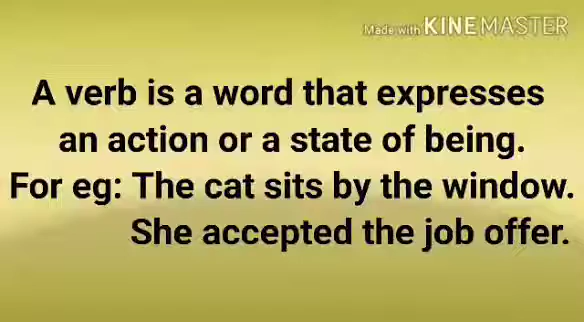 Made with KINEMASTER
A verb is a word that expresses
an action or a state of being.
For eg: The cat sits by the window.
She accepted the job offer.